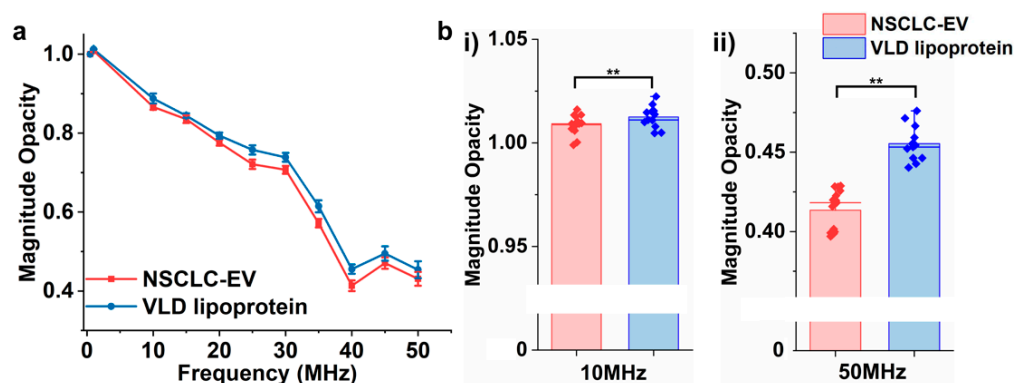 a
Magnitude Opacity
1.0
0.8
0.6
0.4
NSCLC-EV
VLD lipoprotein
0
10
20
30
40
50
Frequency (MHz)
b
i)
Magnitude Opacity
1.05
1.00
0.95
0
**
10MHz
ii)
NSCLC-EV
VLD lipoprotein
Magnitude Opacity
0.50
0.45
0.40
0
**
50MHz